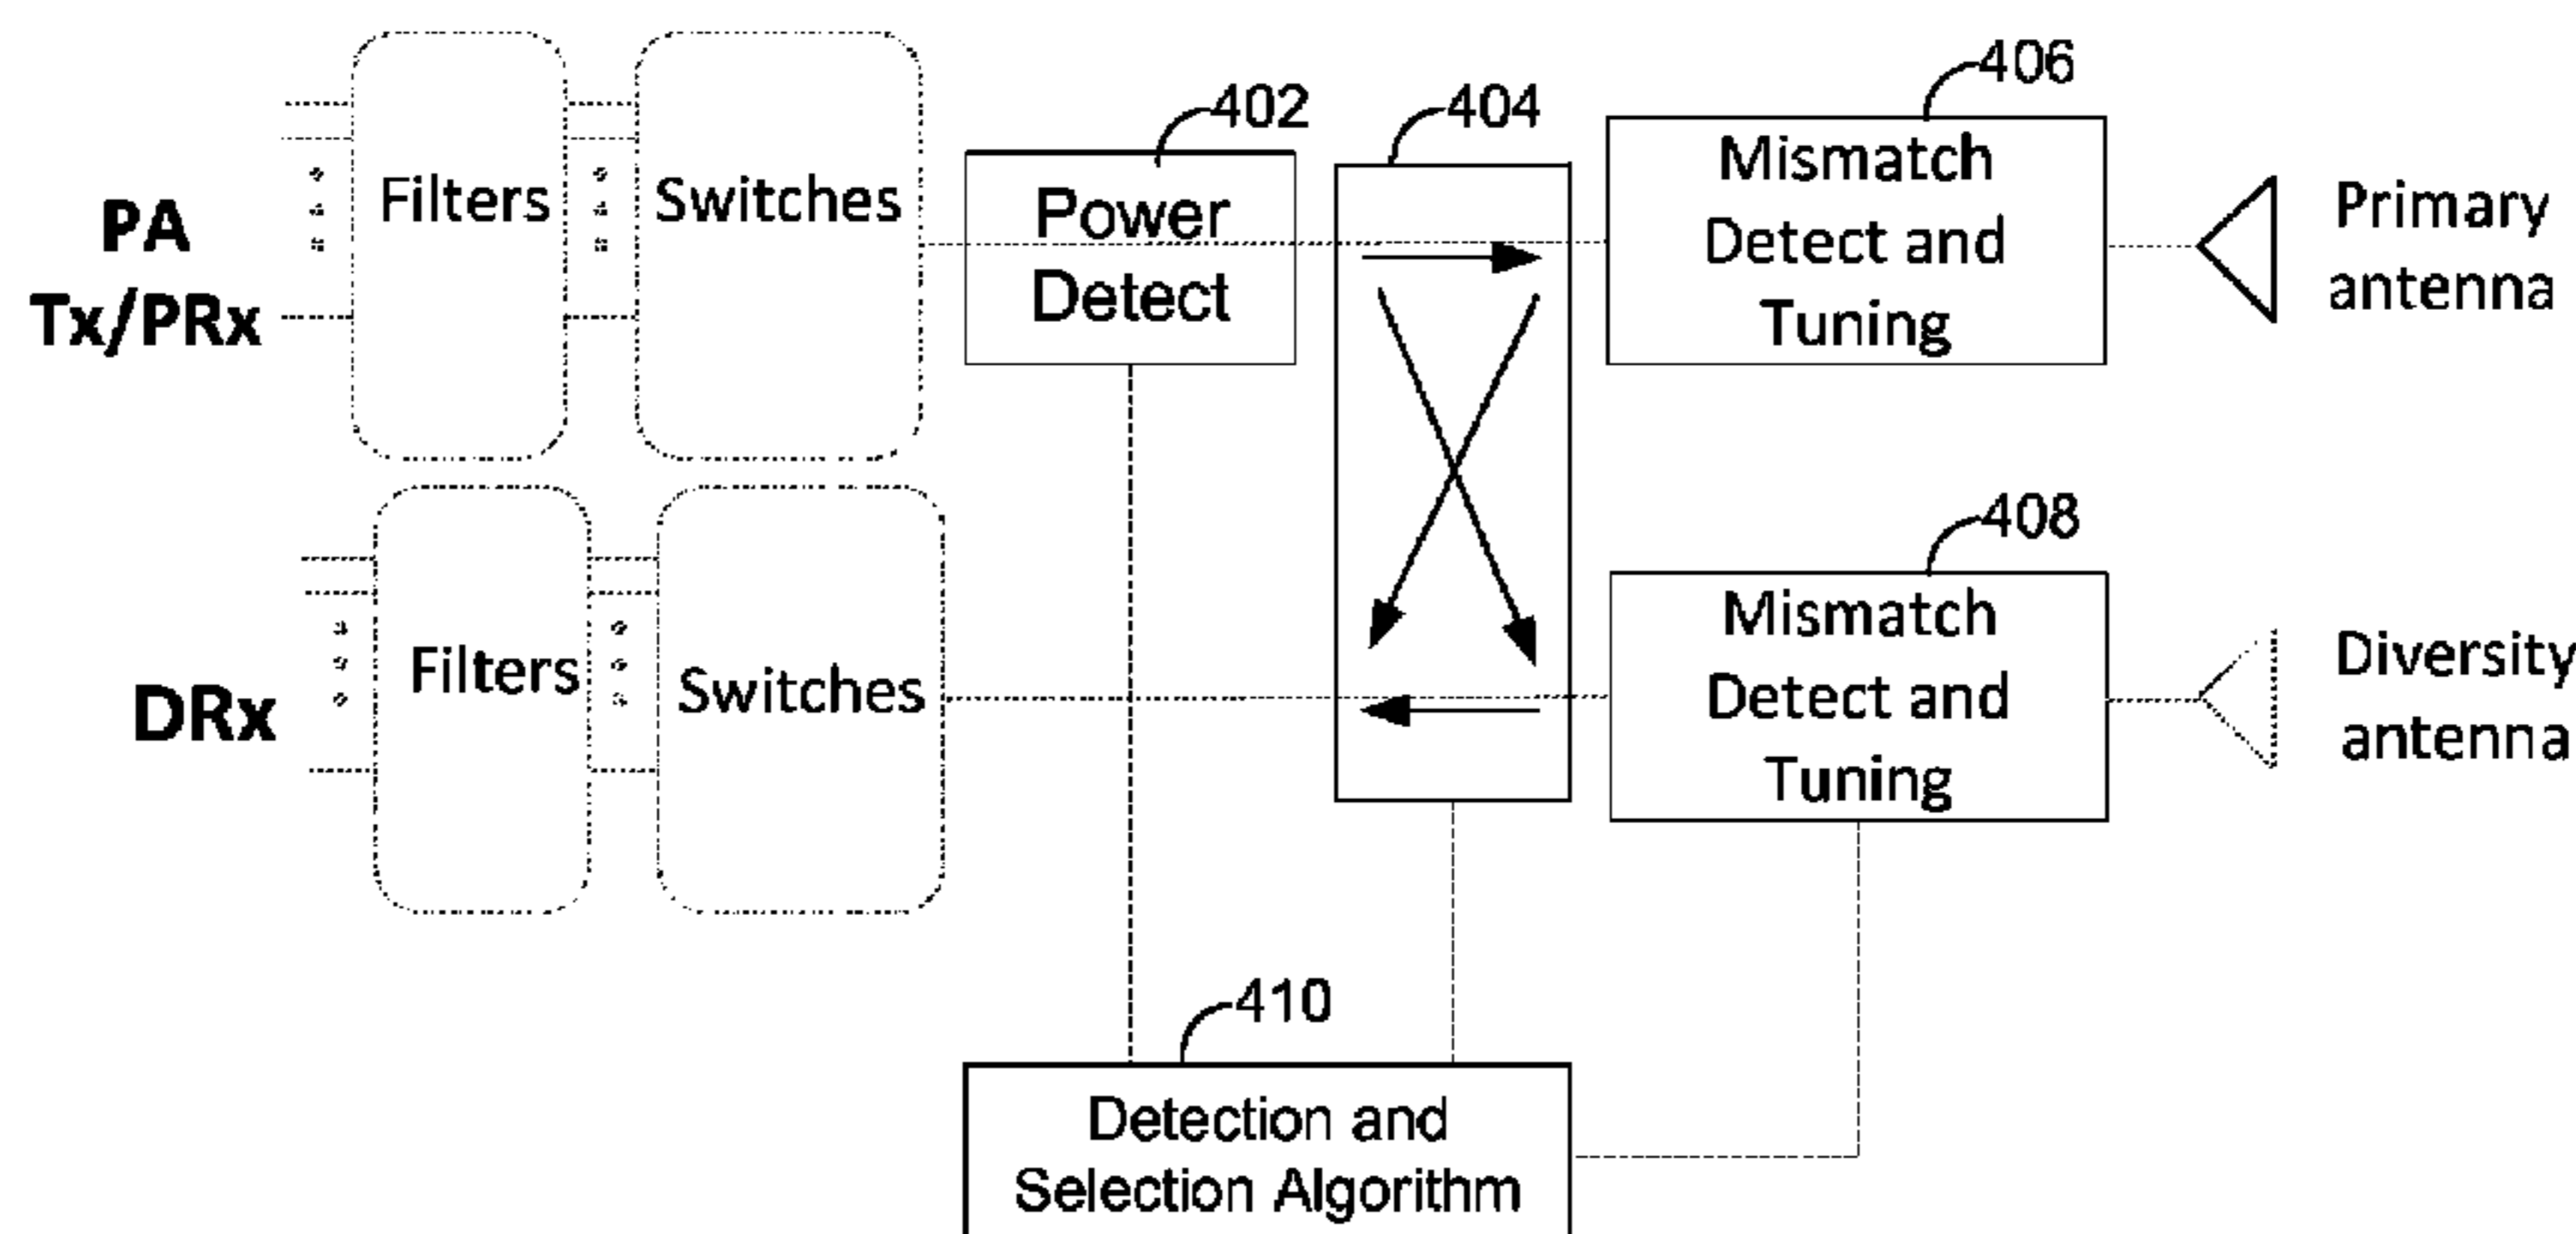 406
402
404
Mismatch
Detect and
Tuning
Primary
antenna
Power
Detect
Filters
Switches
PA
Tx/PRx
408
Mismatch
Detect and
Tuning
Diversity
antenna
Filters
Switches
DRx
410
Detection and
Selection Algorithm